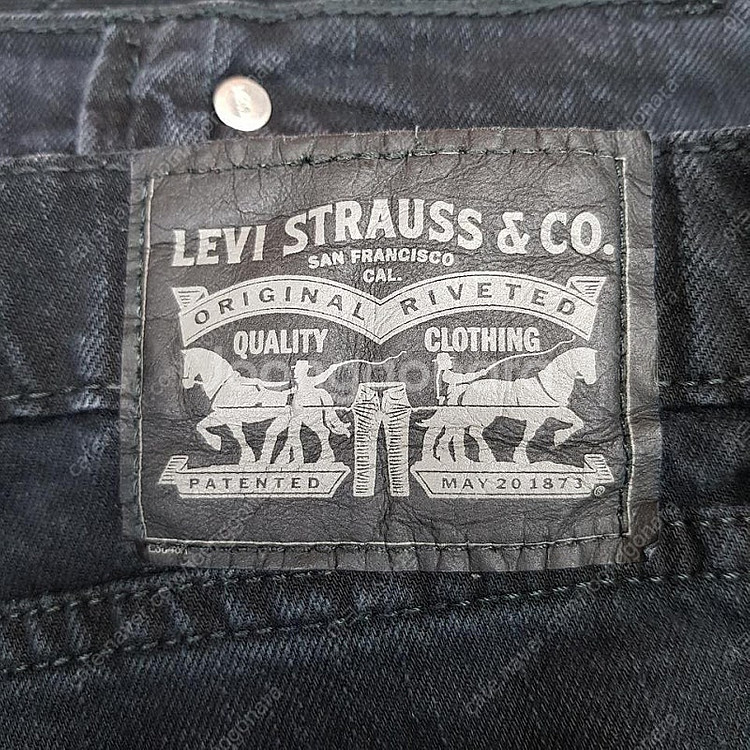 LEVI STRAUSS & CO.
SAN FRANCISCO
CAL.
ORIGINAL RIVETED
QUALITY CLOTHING
PATENTED MAY 20 1873
®